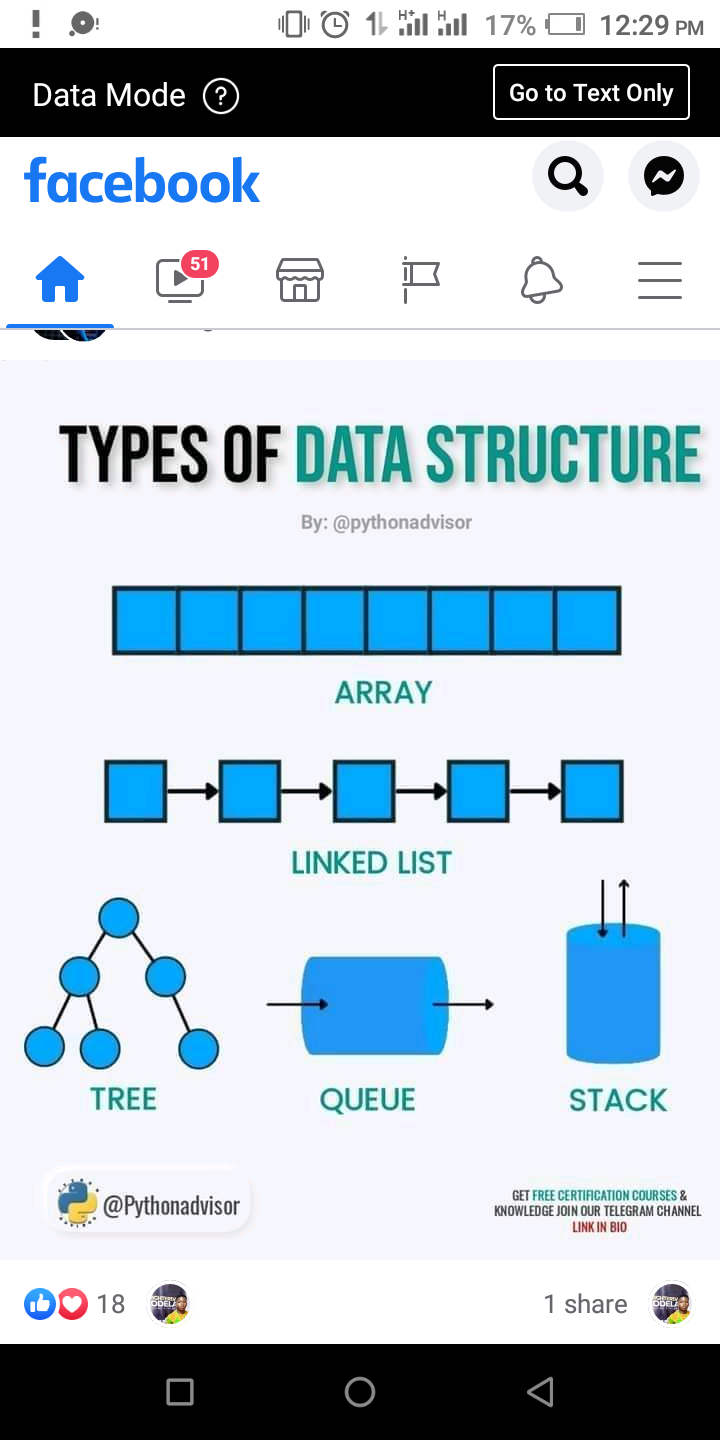 H+ H 17% 12:29 PM
Data Mode ? Go to Text Only
facebook
51
TYPES OF DATA STRUCTURE
By: @pythonadvisor
ARRAY
LINKED LIST
TREE QUEUE STACK
@Pythonadvisor
GET FREE CERTIFICATION COURSES &
KNOWLEDGE JOIN OUR TELEGRAM CHANNEL
LINK IN BIO
18 1 share